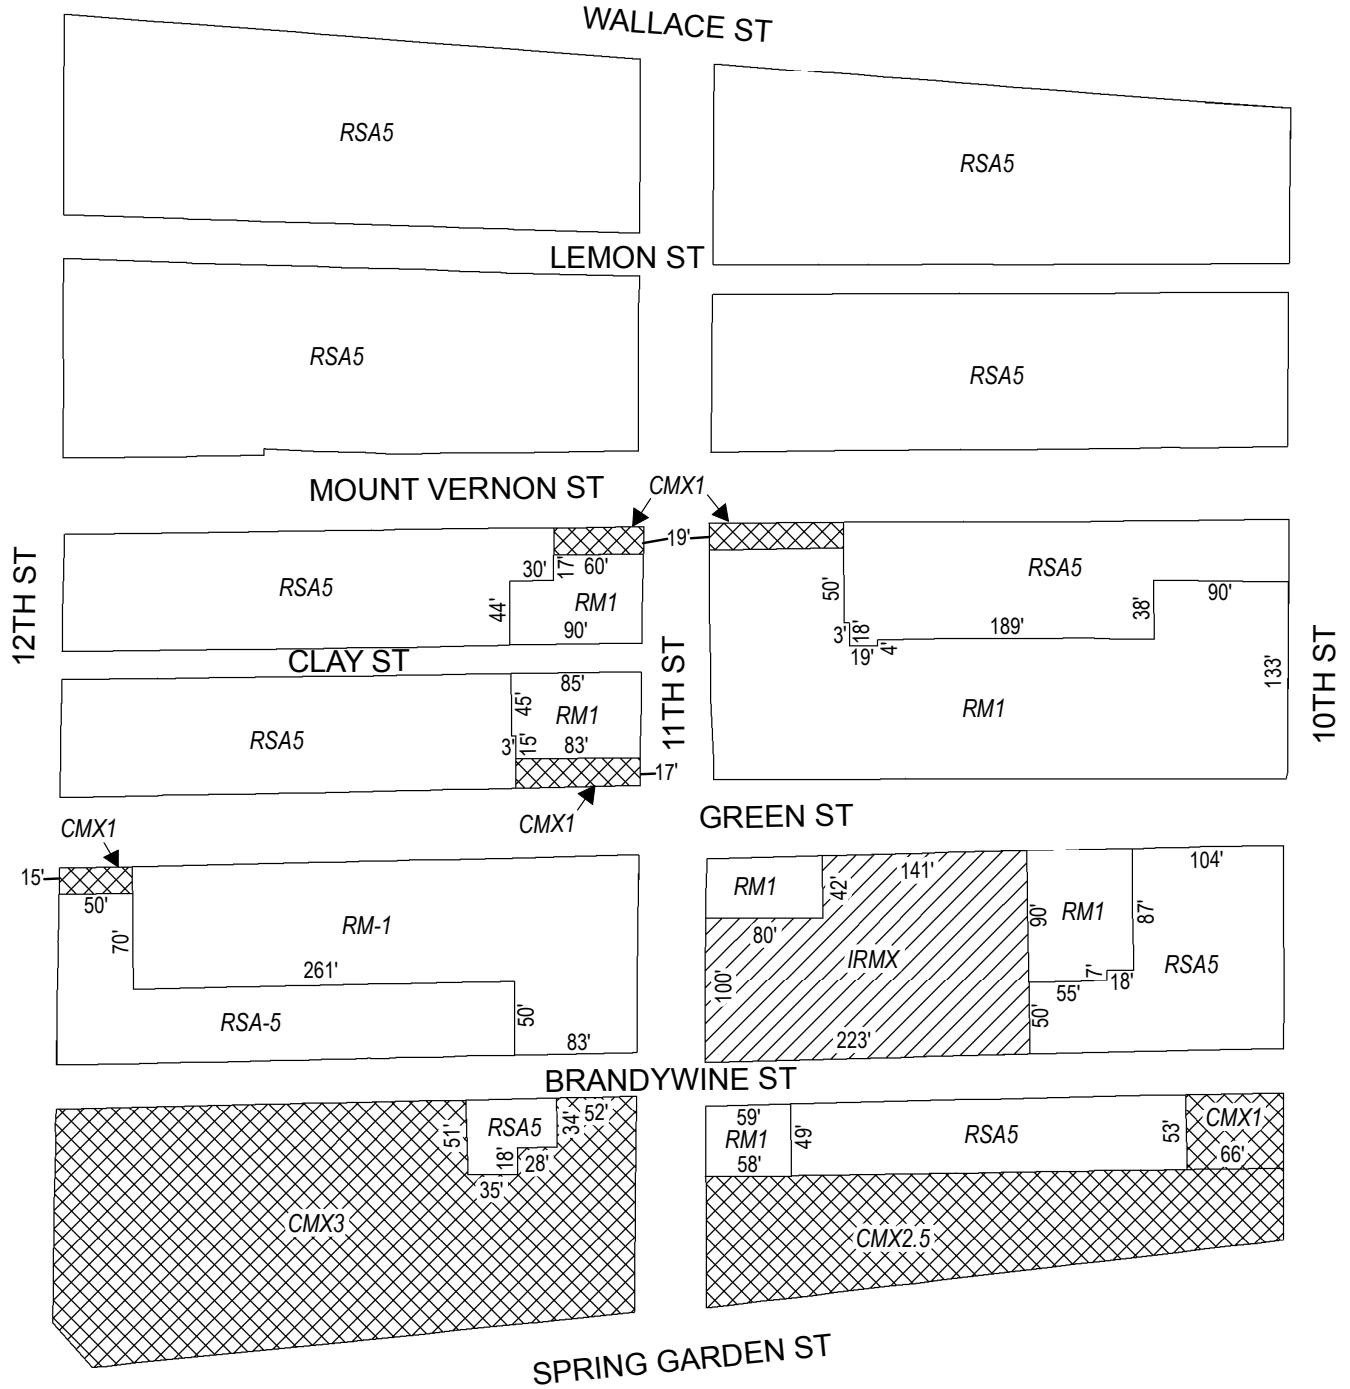 WALLACE ST
RSA5
RSA5
LEMON ST
RSA5
RSA5
MOUNT VERNON ST
CMX1
19'
12TH ST
RSA5
30'
17'
60'
44'
RM1
90'
RSA5
50'
3'
18'
19'
4'
189'
38'
90'
133'
RM1
10TH ST
CLAY ST
11TH ST
RSA5
85'
45'
RM1
3'
15'
83'
17'
CMX1
GREEN ST
CMX1
15'
50'
70'
RM-1
261'
RSA-5
50'
83'
RM1
42'
141'
80'
IRMX
100'
223'
90'
RM1
87'
104'
7'
18'
55'
50'
RSA5
BRANDYWINE ST
51'
RSA5
34'
52'
18'
28'
35'
CMX3
59'
RM1
58'
49'
RSA5
53'
CMX1
66'
CMX2.5
SPRING GARDEN ST